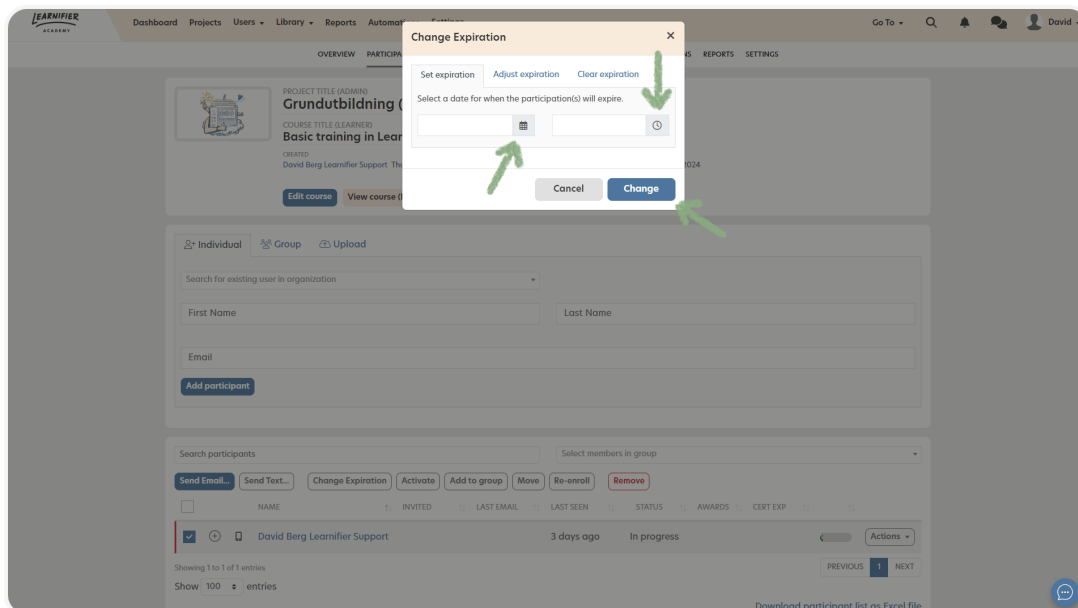 LEARNIFIER
ACADEMY
Dashboard Projects Users Library Reports Automations Settings Go To David
OVERVIEW REPORTS SETTINGS
Change Expiration ×
Set expiration Adjust expiration Clear expiration
Select a date for when the participation(s) will expire.
Cancel Change
PROJECT TITLE (ADMIN)
Grundutbildning (
COURSE TITLE (LEARNER)
Basic training in Lear
CREATED
David Berg Learnifier Support 2024
Edit course View course (
Individual Group Upload
Search for existing user in organization
First Name Last Name
Email
Add participant
Search participants Select members in group
Send Email... Send Text... Change Expiration Activate Add to group Move Re-enroll Remove
NAME INVITED LAST EMAIL LAST SEEN STATUS AWARDS CERT EXP
David Berg Learnifier Support 3 days ago In progress Actions
Showing 1 to 1 of 1 entries PREVIOUS 1 NEXT
Show 100 entries
Download participant list as Excel file